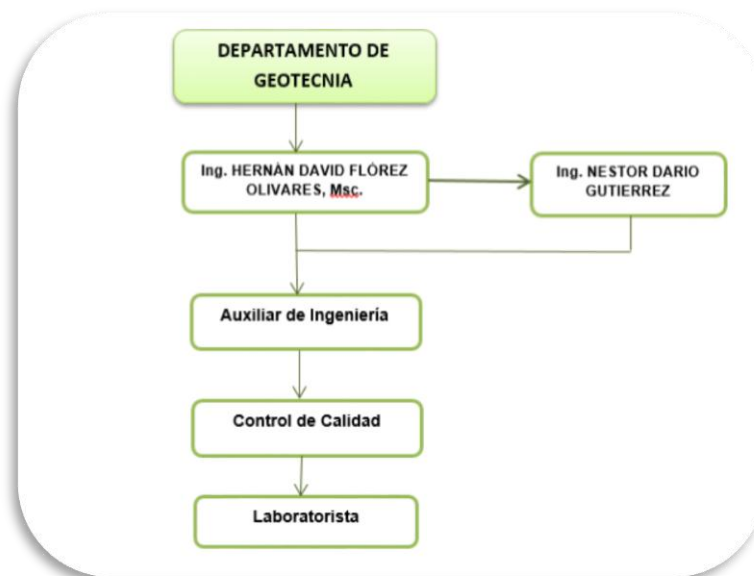 DEPARTAMENTO DE
GEOTECNIA
Ing. HERNÀN DAVID FLÓREZ
OLIVARES, Msc.
Ing. NESTOR DARIO
GUTIERREZ
Auxiliar de Ingeniería
Control de Calidad
Laboratorista